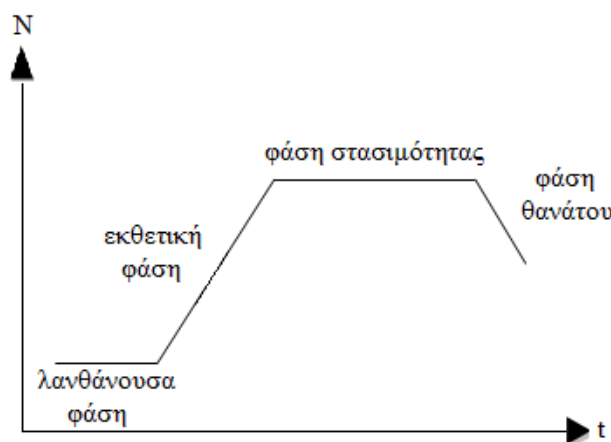 N
φάση στασιμότητας
φάση
θανάτου
εκθετική
φάση
λανθάνουσα
φάση
t